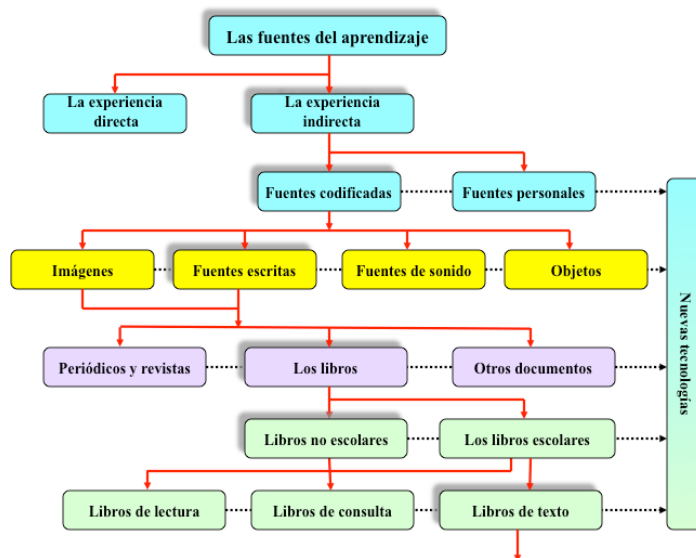 Las fuentes del aprendizaje
La experiencia
directa
La experiencia
indirecta
Fuentes codificadas
Fuentes personales
Imágenes
Fuentes escritas
Fuentes de sonido
Objetos
Periódicos y revistas
Los libros
Otros documentos
Libros no escolares
Los libros escolares
Libros de lectura
Libros de consulta
Libros de texto
Nuevas tecnologías